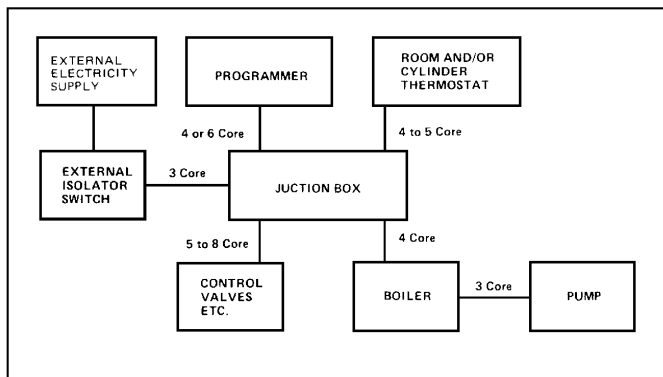 EXTERNAL
ELECTRICITY
SUPPLY
PROGRAMMER
ROOM AND/OR
CYLINDER
THERMOSTAT
4 or 6 Core
4 to 5 Core
EXTERNAL
ISOLATOR
SWITCH
3 Core
JUCTION BOX
5 to 8 Core
4 Core
CONTROL
VALVES
ETC.
BOILER
3 Core
PUMP